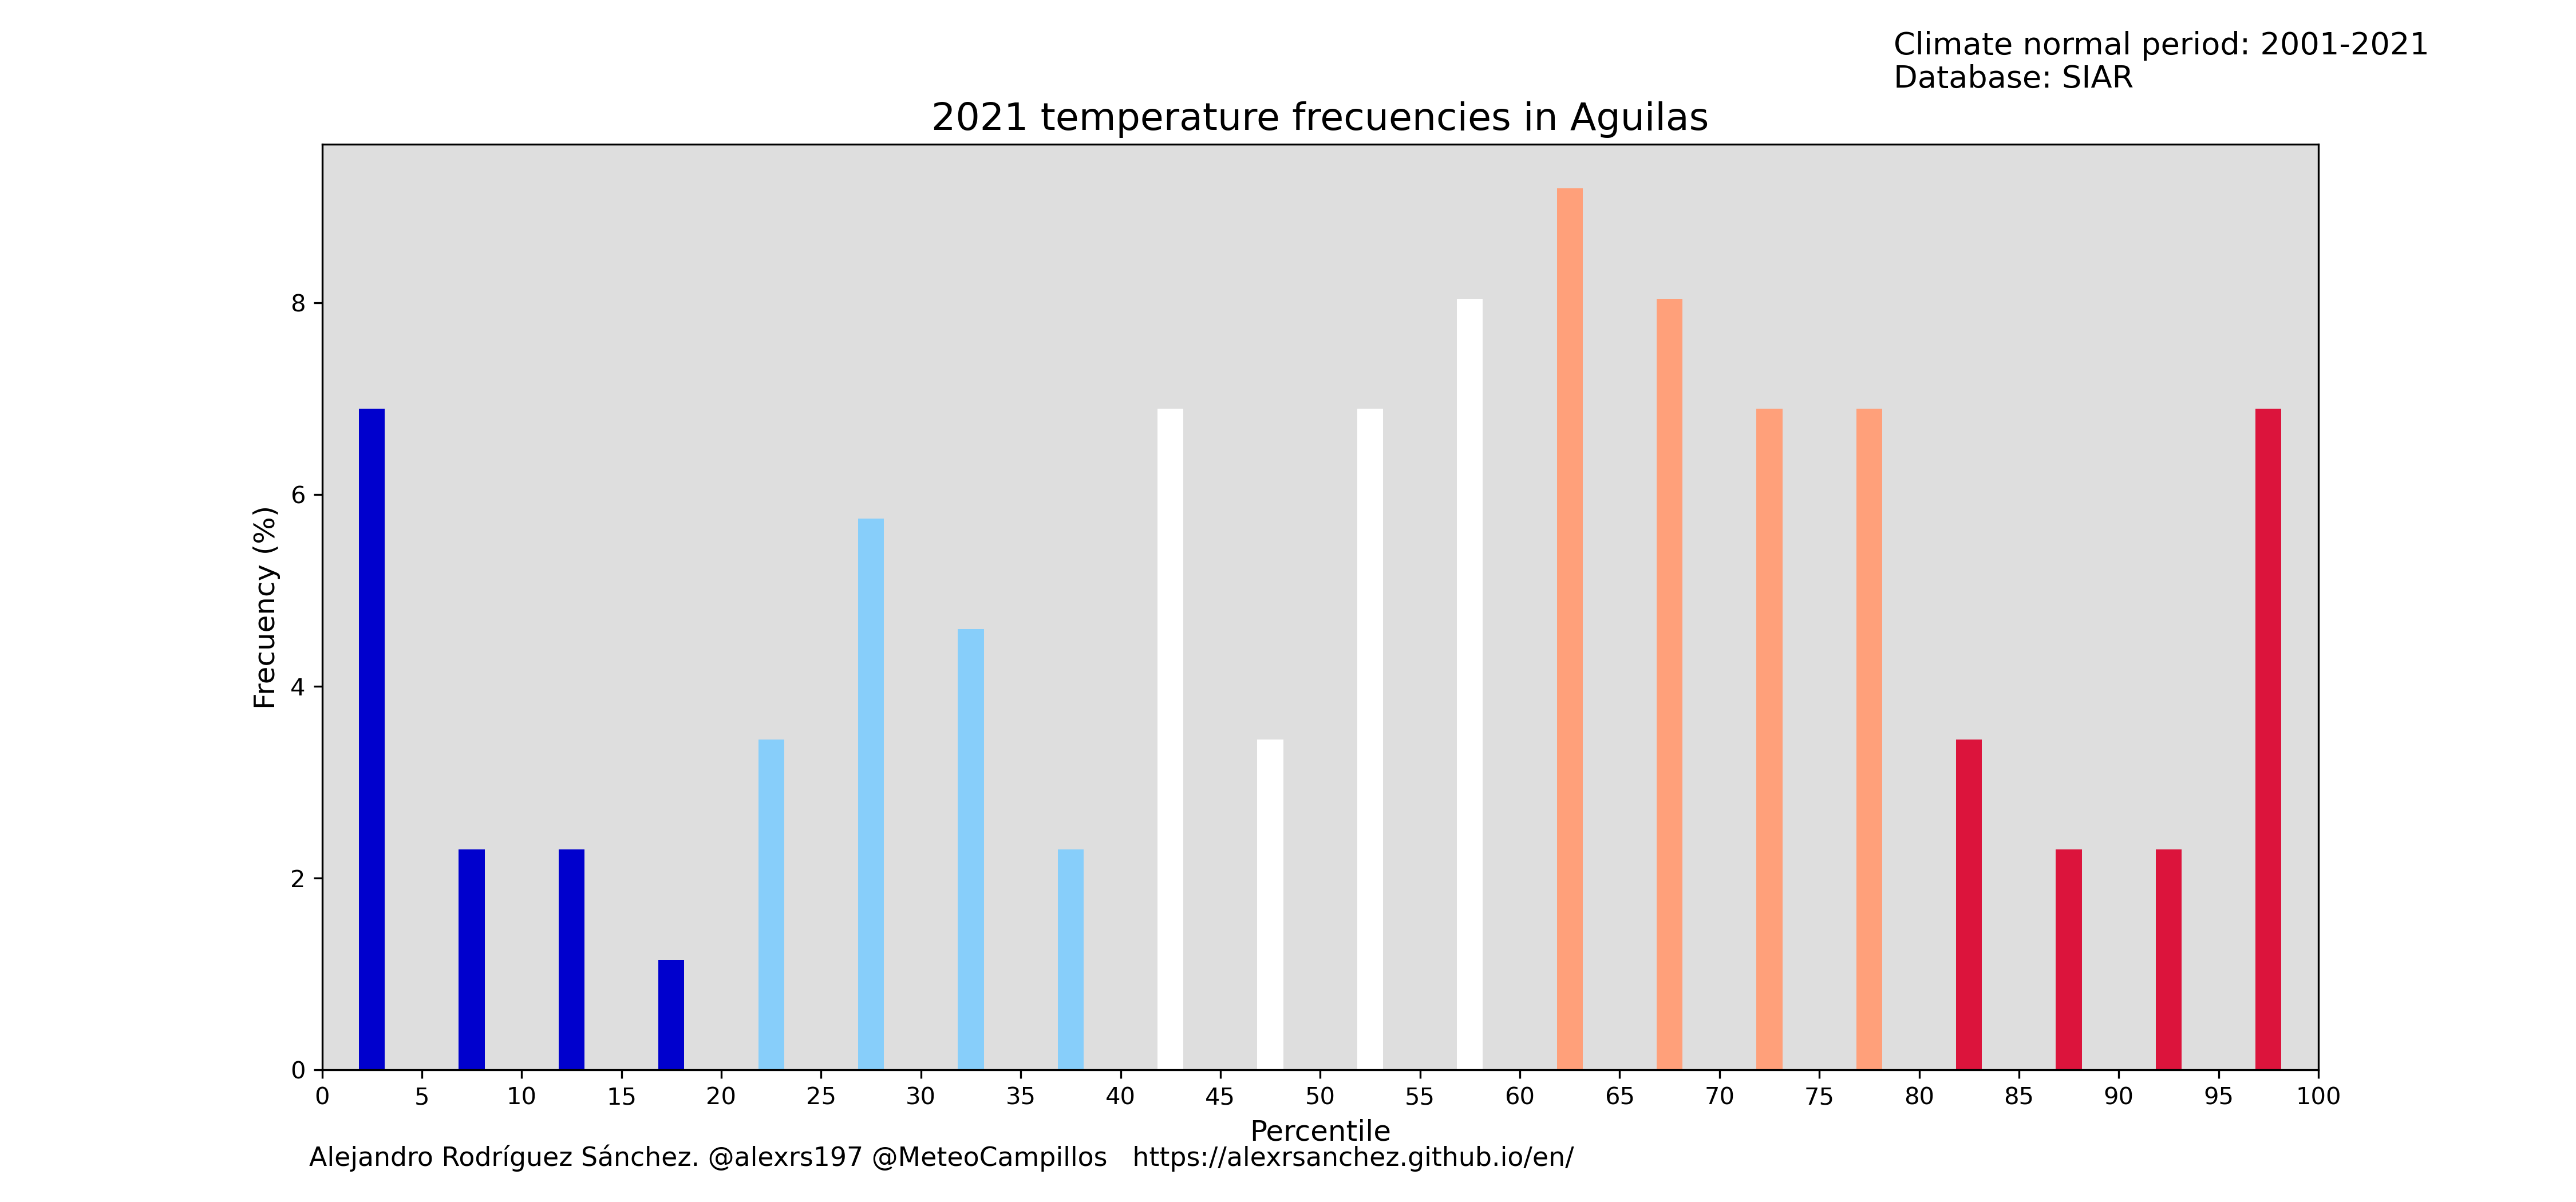 Climate normal period: 2001-2021
Database: SIAR
2021 temperature frecuencies in Aguilas
Frecuency (%)
8
6
4
2
0
0 5 10 15 20 25 30 35 40 45 50 55 60 65 70 75 80 85 90 95 100
Percentile
Alejandro Rodríguez Sánchez. @alexrs197 @MeteoCampillos https://alexrsanchez.github.io/en/